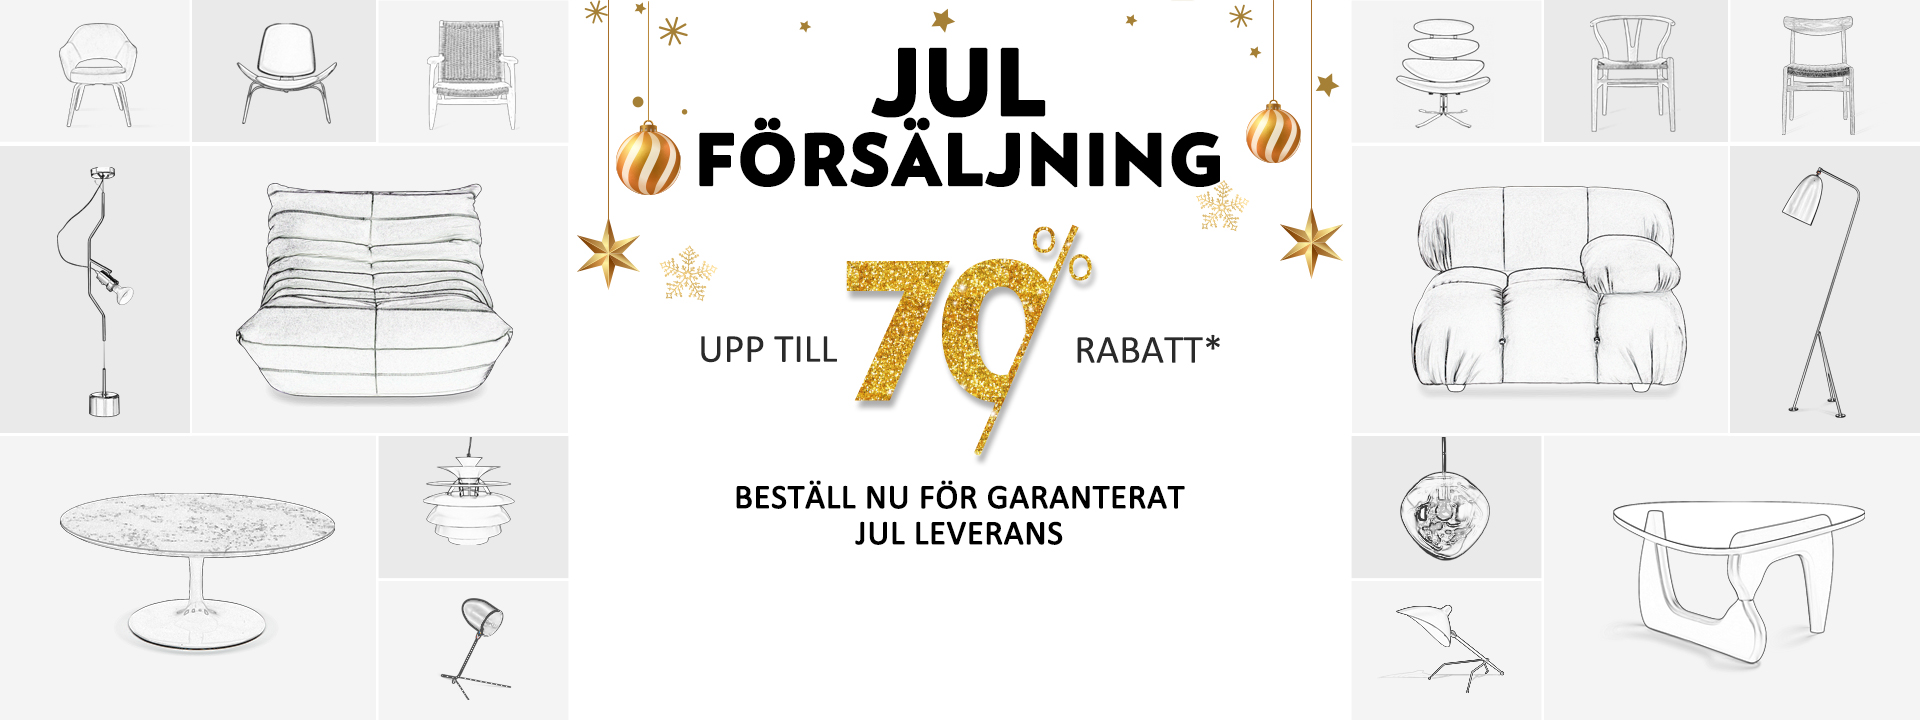 JUL
FÖRSÄLJNING
UPP TILL 70% RABATT*
BESTÄLL NU FÖR GARANTERAT
JUL LEVERANS